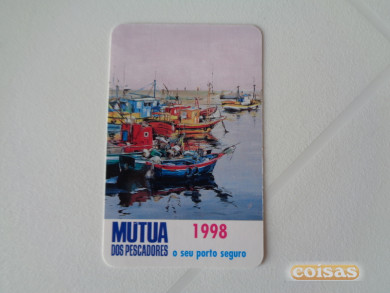 MUTUA
DOS PESCADORES
1998
o seu porto seguro
coisas